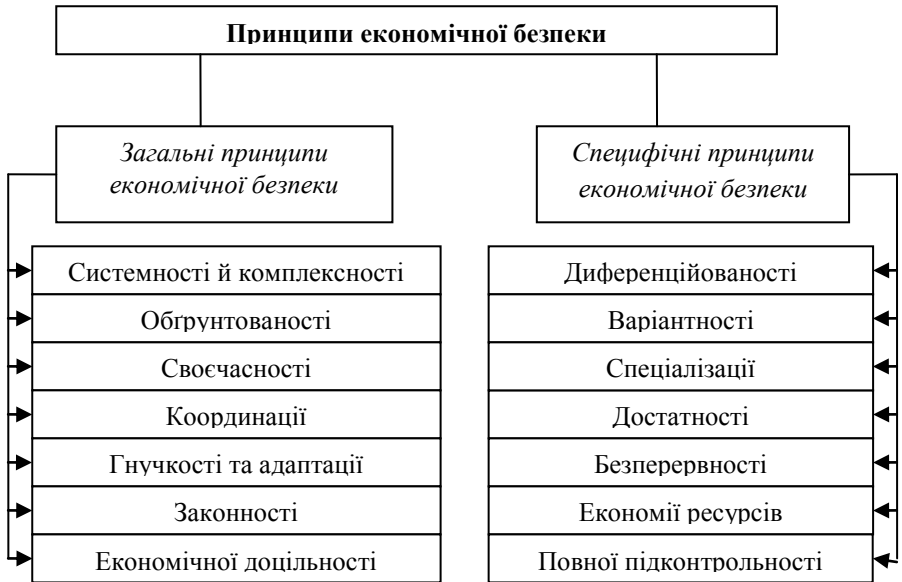 Принципи економічної безпеки
Загальні принципи
економічної безпеки
Специфічні принципи
економічної безпеки
Системності й комплексності
Обґрунтованості
Своєчасності
Координації
Гнучкості та адаптації
Законності
Економічної доцільності
Диференційованості
Варіантності
Спеціалізації
Достатності
Безперервності
Економії ресурсів
Повної підконтрольності